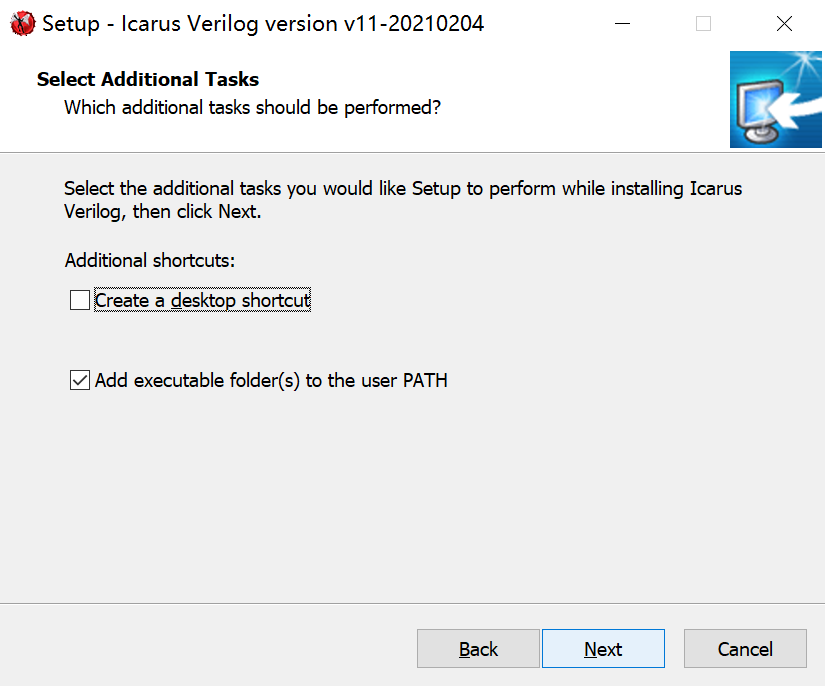 Setup - Icarus Verilog version v11-20210204
Select Additional Tasks
Which additional tasks should be performed?
Select the additional tasks you would like Setup to perform while installing Icarus
Verilog, then click Next.
Additional shortcuts:
Create a desktop shortcut
Add executable folder(s) to the user PATH
Back
Next
Cancel